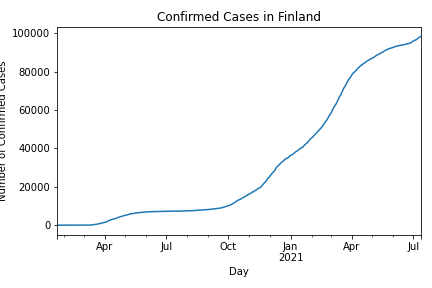 Confirmed Cases in Finland
Number of Confirmed Cases
100000
80000
60000
40000
20000
0
Apr
Jul
Oct
Jan
2021
Apr
Jul
Day